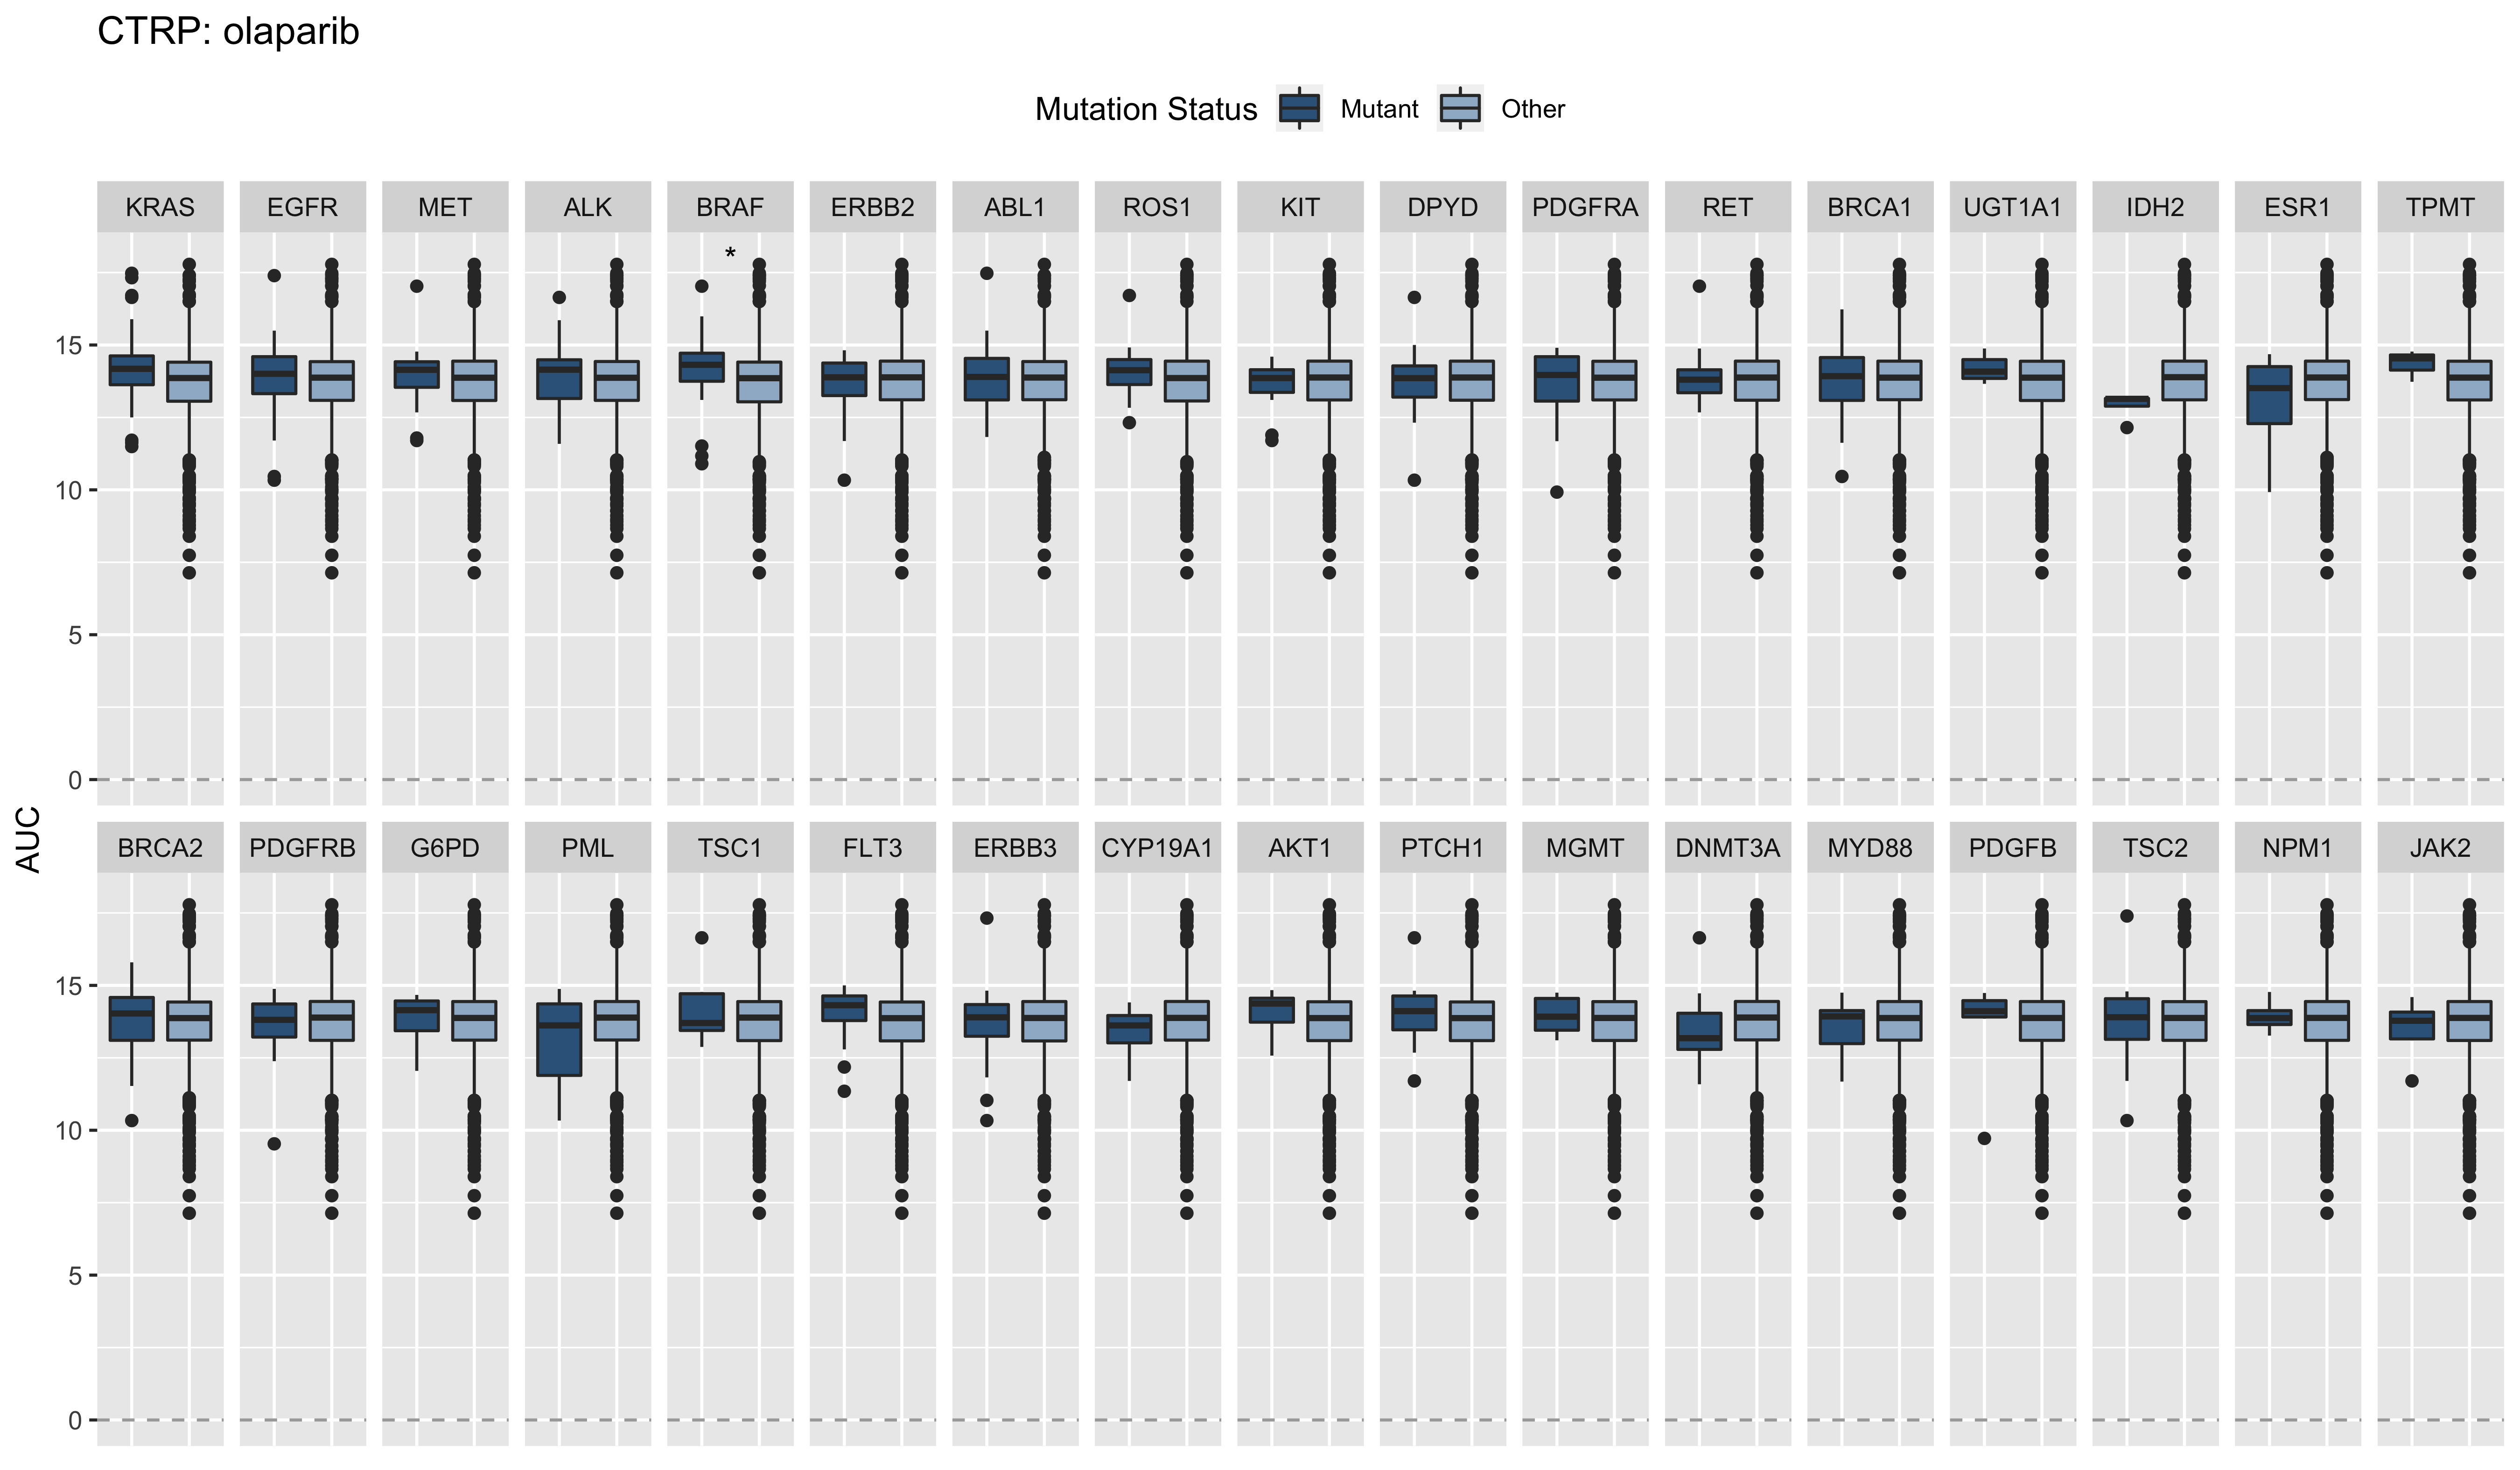 CTRP: olaparib
Mutation Status Mutant Other
KRAS EGFR MET ALK BRAF ERBB2 ABL1 ROS1 KIT DPYD PDGFRA RET BRCA1 UGT1A1 IDH2 ESR1 TPMT
*
15
10
5
0
AUC
BRCA2 PDGFRB G6PD PML TSC1 FLT3 ERBB3 CYP19A1 AKT1 PTCH1 MGMT DNMT3A MYD88 PDGFB TSC2 NPM1 JAK2
15
10
5
0